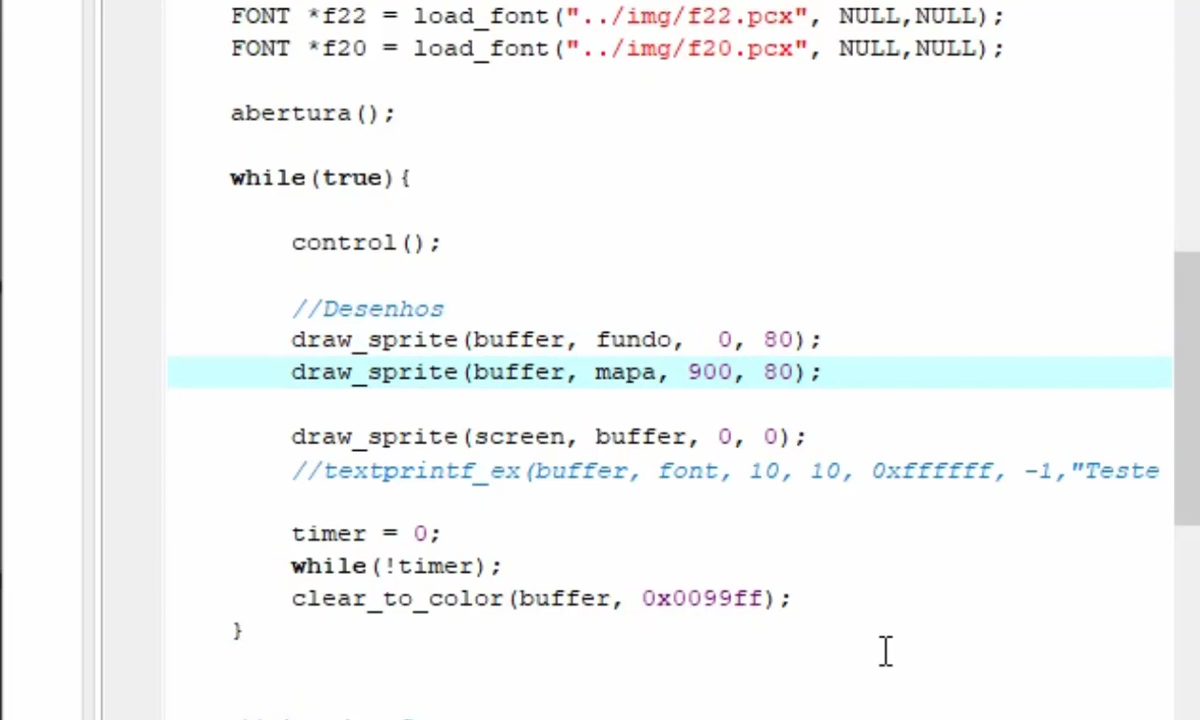 FONT *f22 = load_font("../img/f22.pcx", NULL,NULL);
FONT *f20 = load_font("../img/f20.pcx", NULL,NULL);
abertura();
while(true){
control();
//Desenhos
draw_sprite(buffer, fundo,  0, 80);
draw_sprite(buffer, mapa, 900, 80);
draw_sprite(screen, buffer, 0, 0);
//textprintf_ex(buffer, font, 10, 10, 0xffffff, -1,"Teste
timer = 0;
while(!timer);
clear_to_color(buffer, 0x0099ff);
}